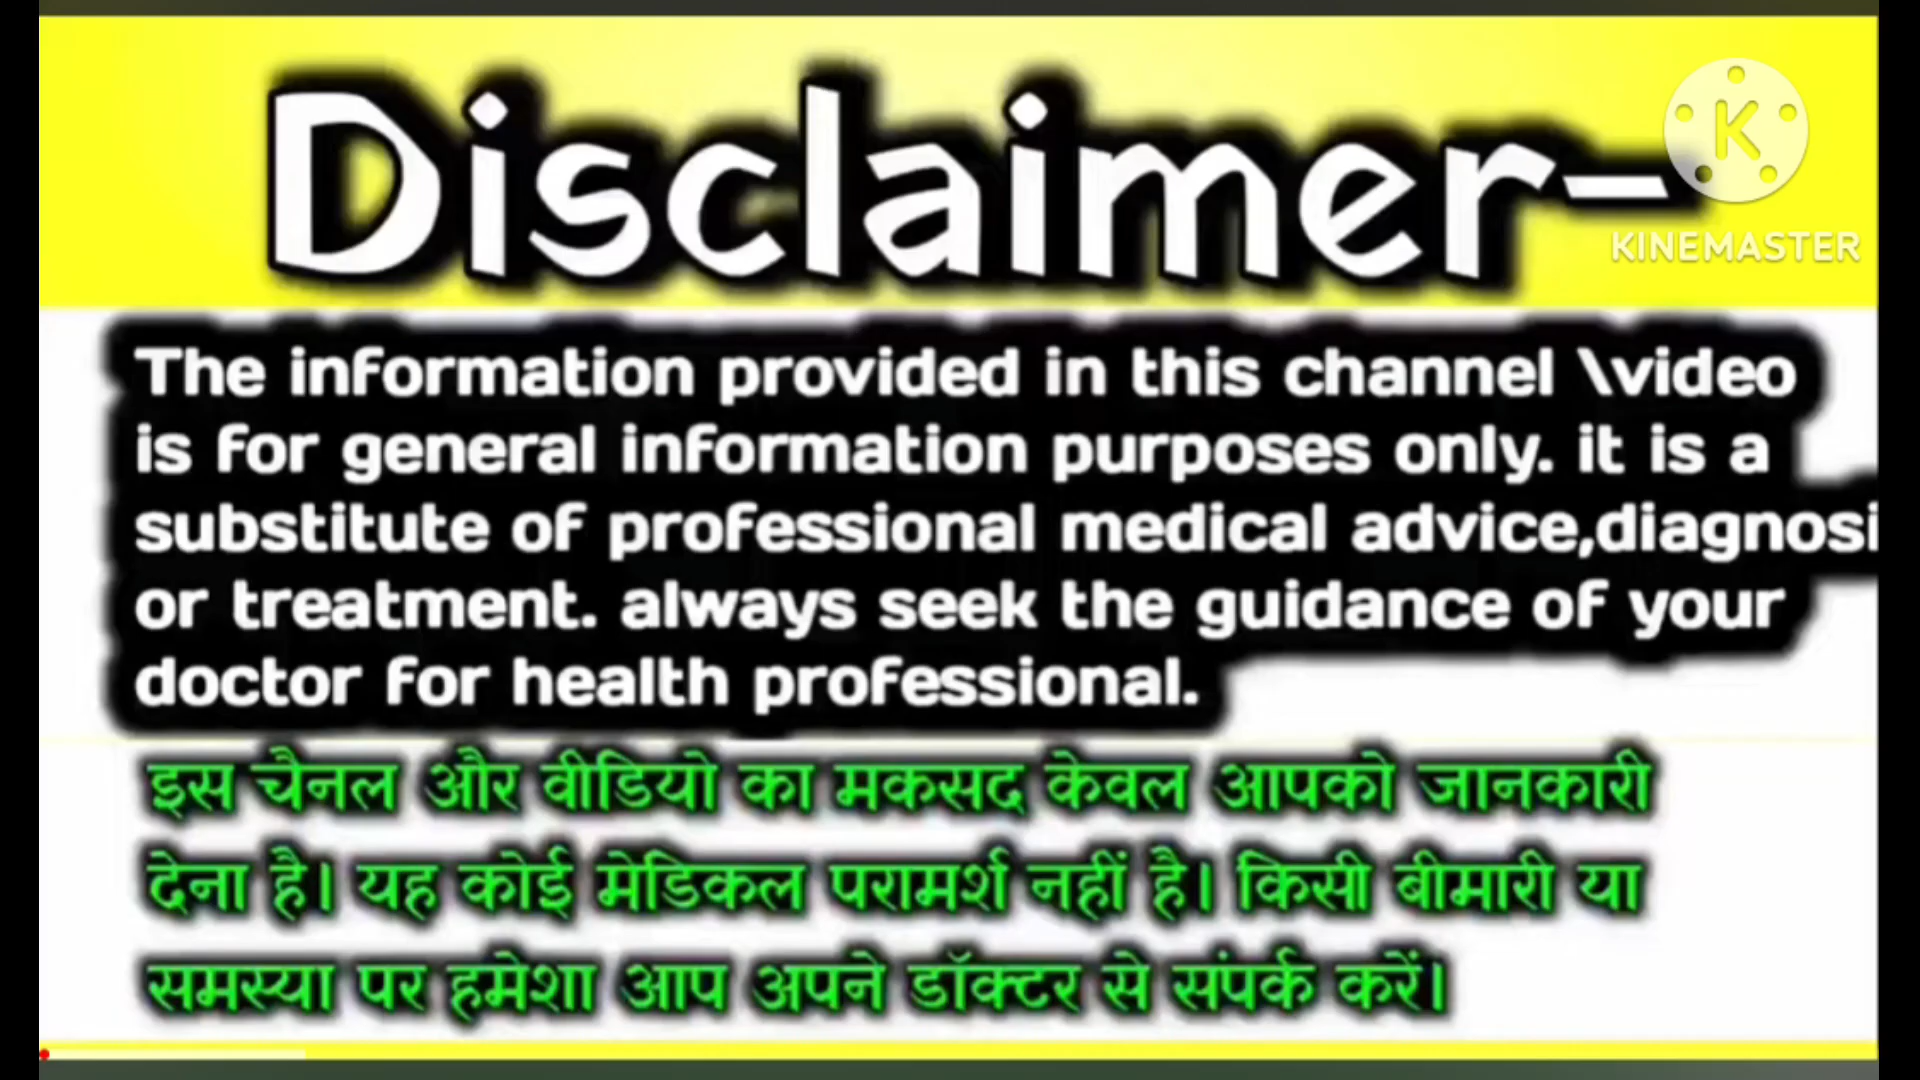 Disclaimer-
K
KINEMASTER
The information provided in this channel \video
is for general information purposes only. it is a
substitute of professional medical advice,diagnosi
or treatment. always seek the guidance of your
doctor for health professional.
इस चैनल और वीडियो का मकसद केवल आपको जानकारी
देना है। यह कोई मेडिकल परामर्श नहीं है। किसी बीमारी या
समस्या पर हमेशा आप अपने डॉक्टर से संपर्क करें।